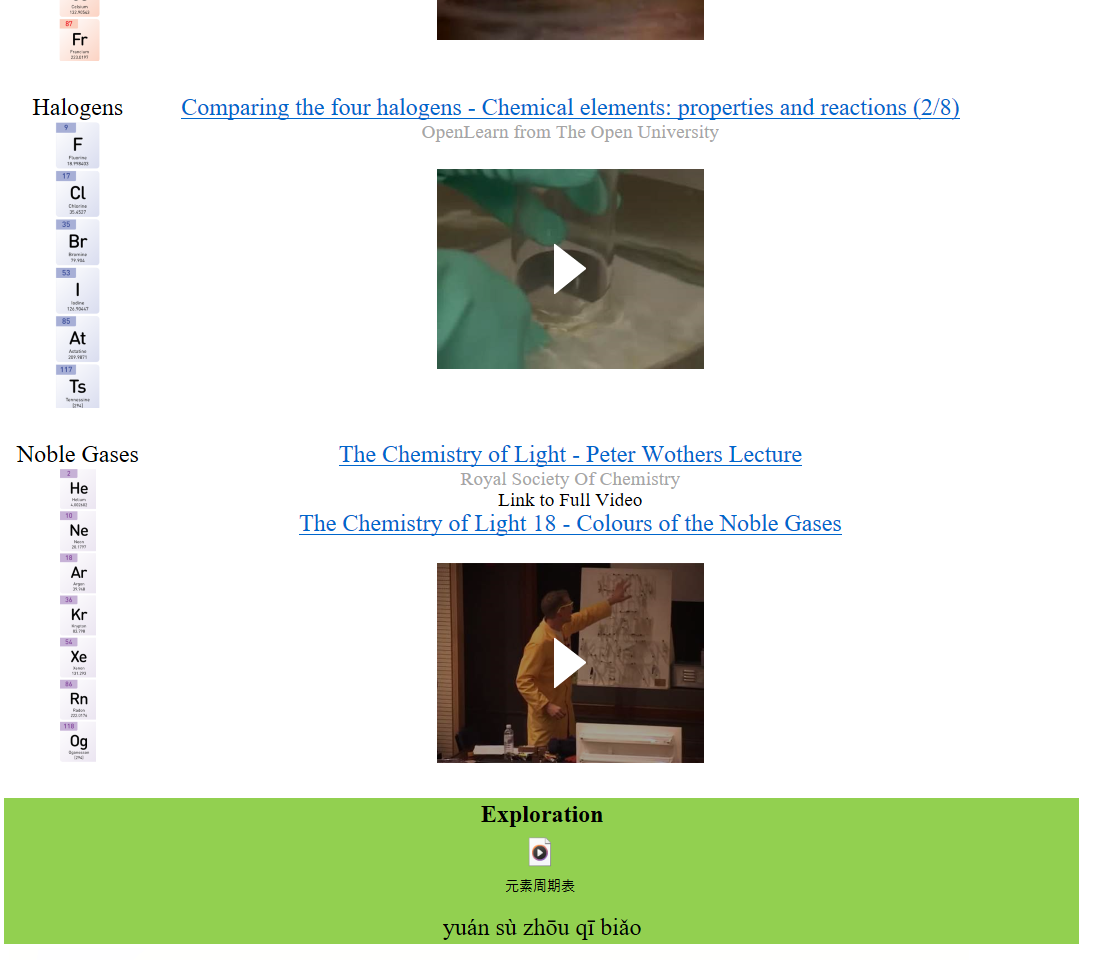 Cesium
132.90545
87
Fr
Francium
223.0197
Halogens
Comparing the four halogens - Chemical elements: properties and reactions (2/8)
OpenLearn from The Open University
9
F
Fluorine
18.998403
17
Cl
Chlorine
35.4527
35
Br
Bromine
79.904
53
I
Iodine
126.90447
85
At
Astatine
209.9871
117
Ts
Tennessine
[294]
Noble Gases
The Chemistry of Light - Peter Wothers Lecture
Royal Society Of Chemistry
Link to Full Video
The Chemistry of Light 18 - Colours of the Noble Gases
2
He
Helium
4.002602
10
Ne
Neon
20.1797
18
Ar
Argon
39.948
36
Kr
Krypton
83.798
54
Xe
Xenon
131.293
86
Rn
Radon
222.0176
118
Og
Oganesson
[294]
Exploration
元素周期表
yuán sù zhōu qī biǎo